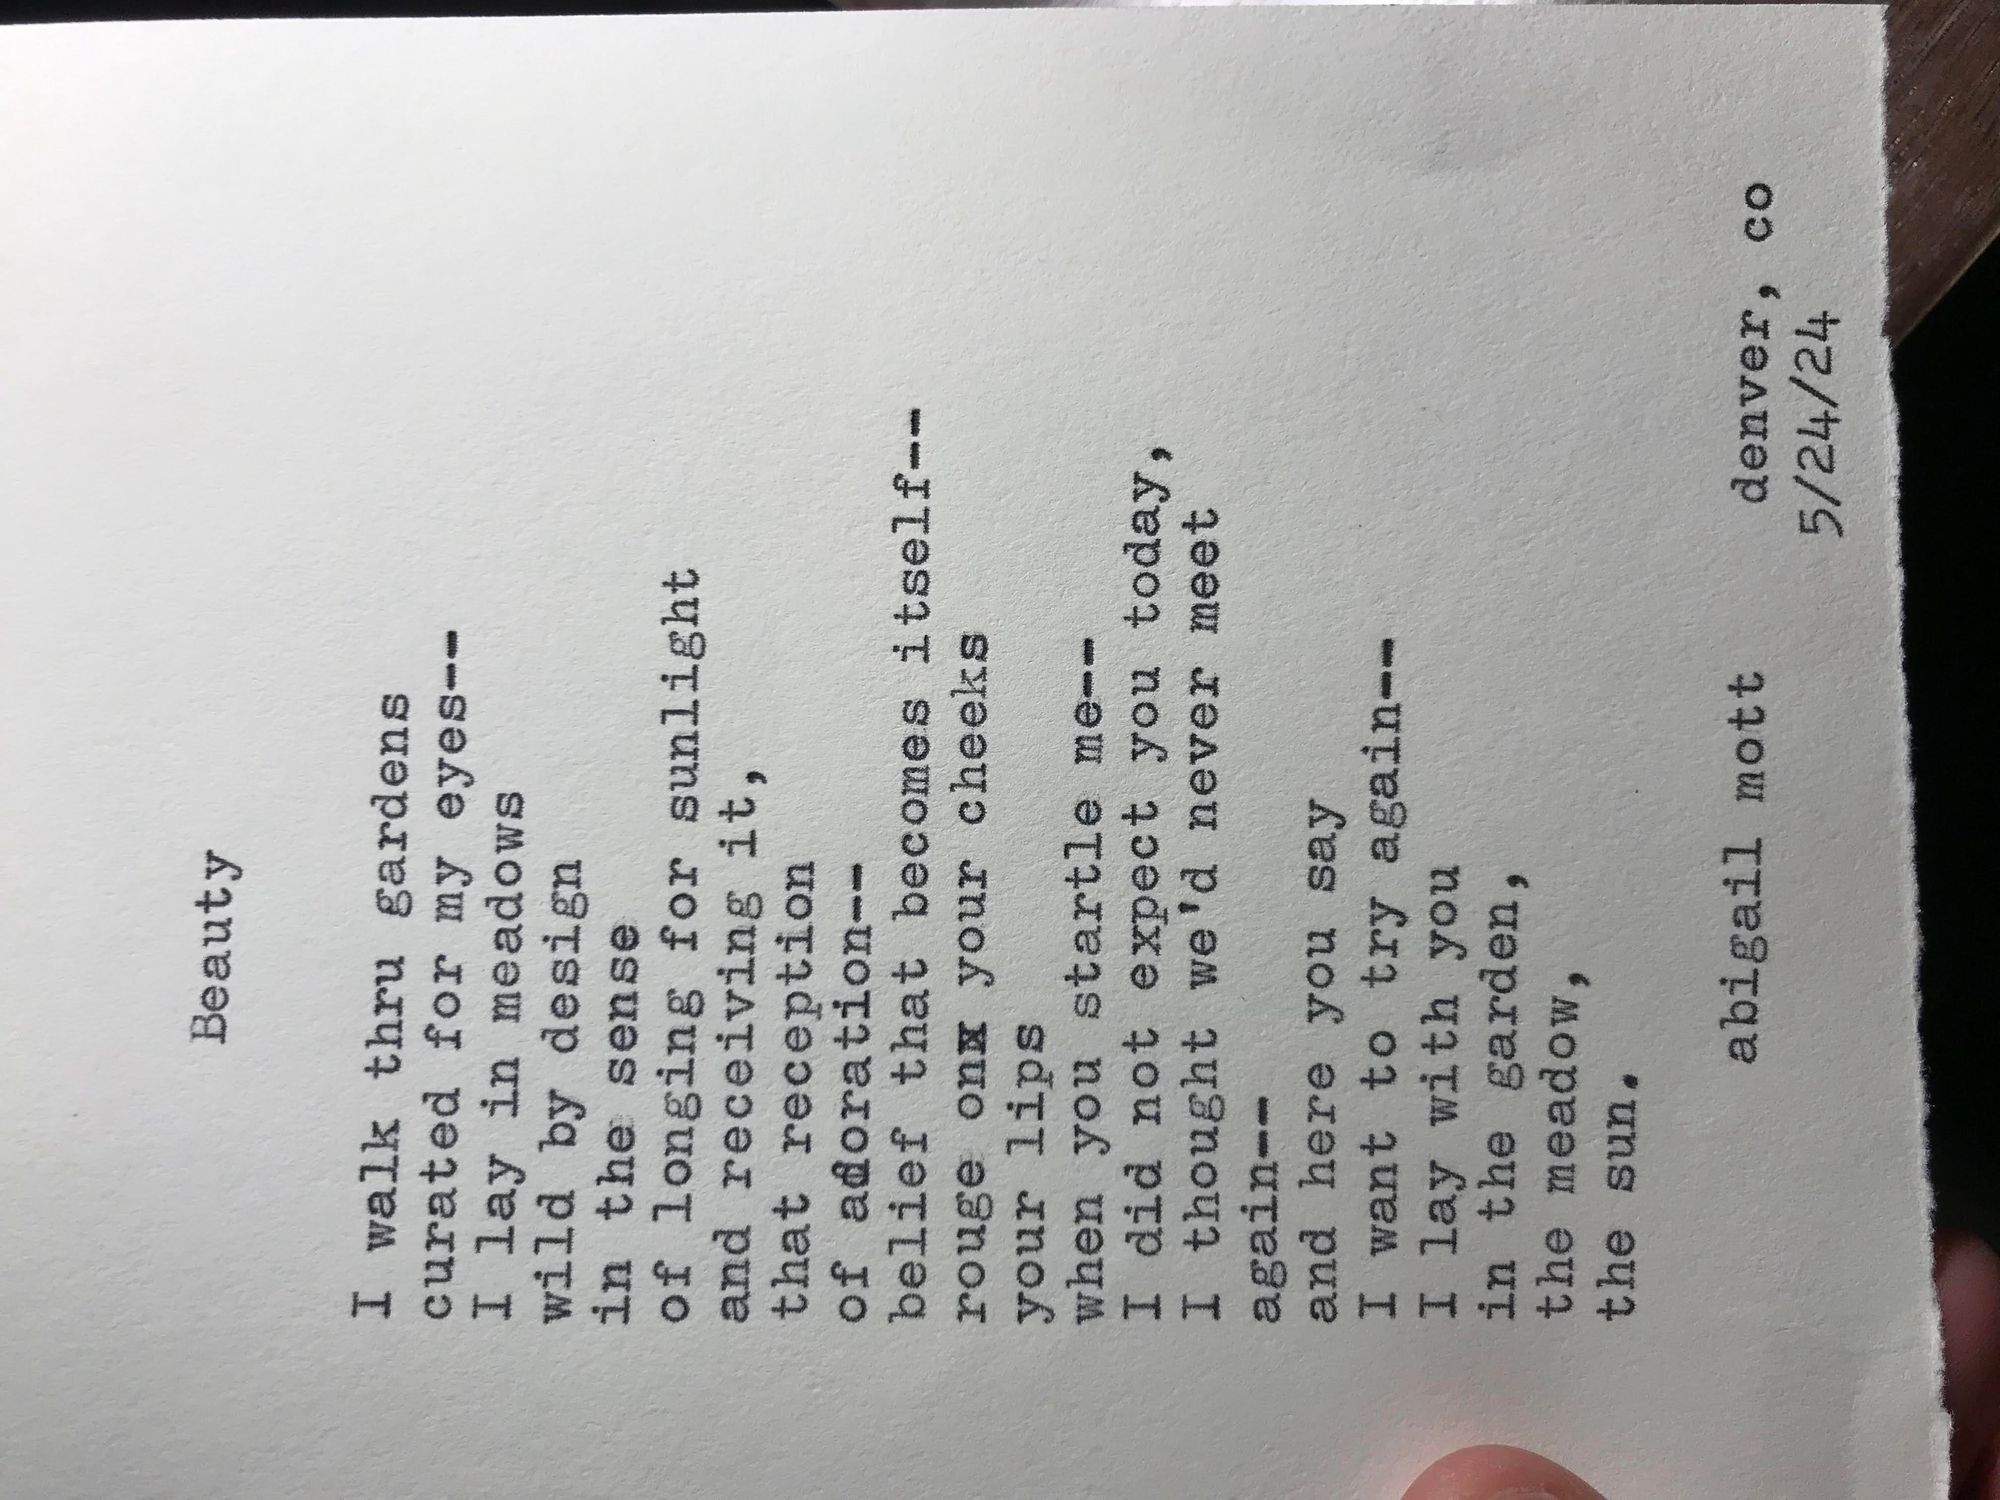 Beauty
I walk thru gardens
curated for my eyes--
I lay in meadows
wild by design
in the sense
of longing for sunlight
and receiving it,
that reception
of adoration--
belief that becomes itself--
rouge onx your cheeks
your lips
when you startle me---
I did not expect you today,
I thought we'd never meet
again--
and here you say
I want to try again---
I lay with you
in the garden,
the meadow,
the sun.
abigail mott denver, co
5/24/24